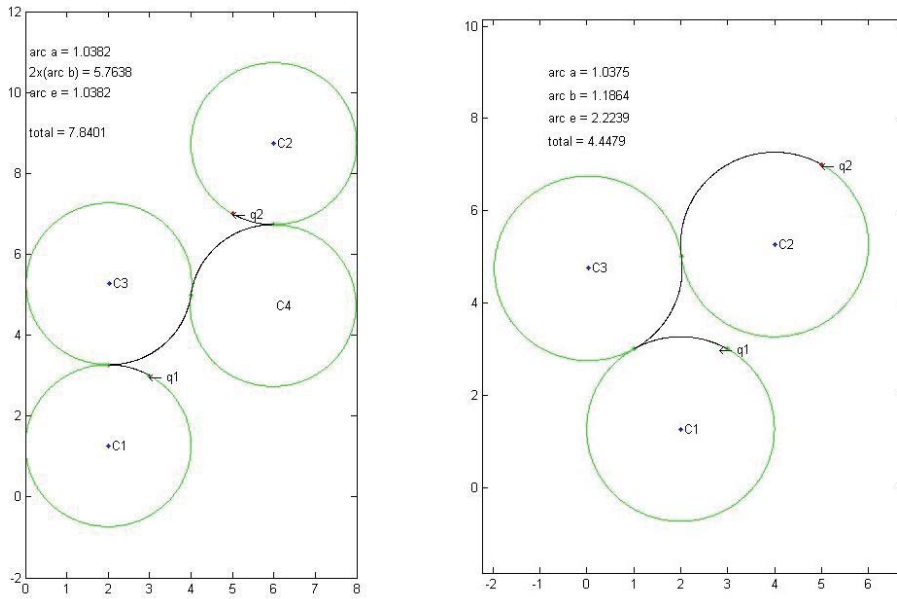 12
10
8
6
4
2
0
-2
0 1 2 3 4 5 6 7 8
arc a = 1.0382
2x(arc b) = 5.7638
arc e = 1.0382
total = 7.8401
C2
q2
C3
C4
q1
C1
10
8
6
4
2
0
-2 -1 0 1 2 3 4 5 6
arc a = 1.0375
arc b = 1.1864
arc e = 2.2239
total = 4.4479
q2
C2
C3
q1
C1